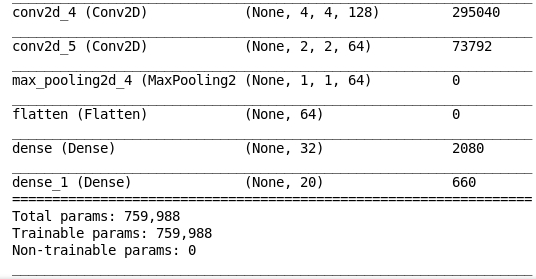 conv2d_4 (Conv2D) (None, 4, 4, 128) 295040
conv2d_5 (Conv2D) (None, 2, 2, 64) 73792
max_pooling2d_4 (MaxPooling2 (None, 1, 1, 64) 0
flatten (Flatten) (None, 64) 0
dense (Dense) (None, 32) 2080
dense_1 (Dense) (None, 20) 660
=================================================================
Total params: 759,988
Trainable params: 759,988
Non-trainable params: 0